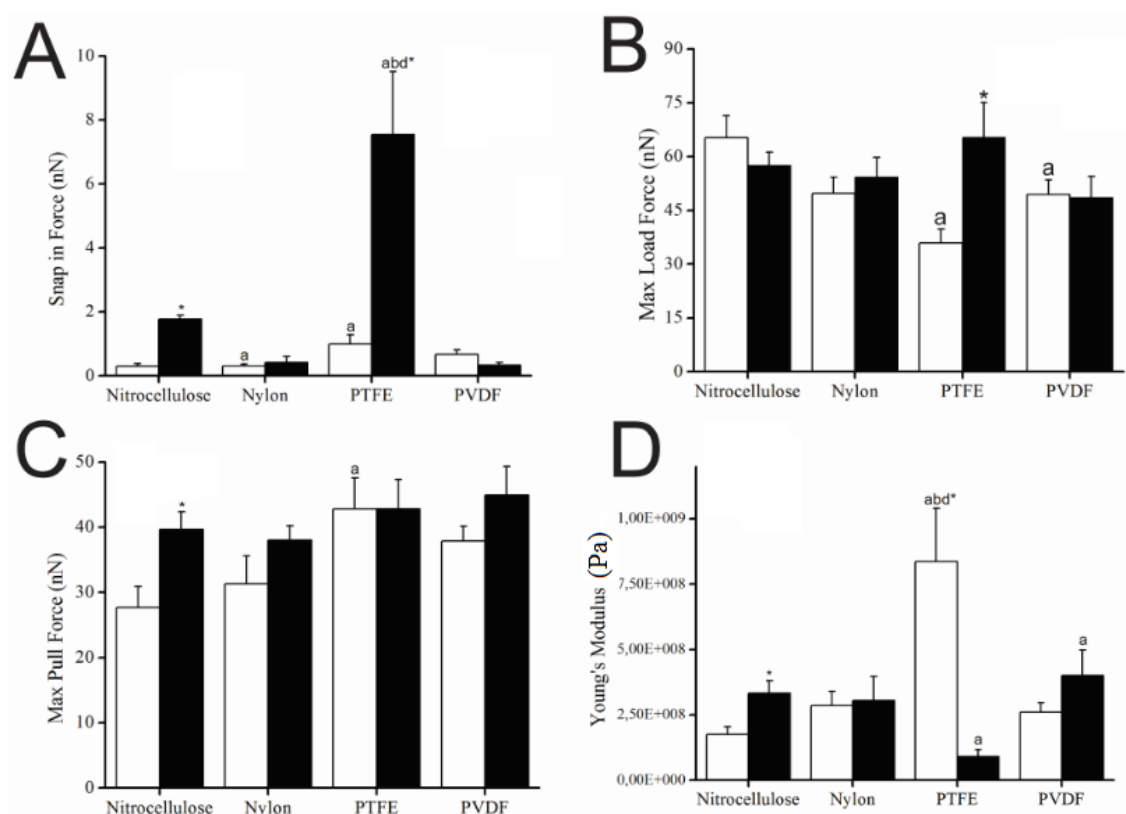 A
Snap in Force (nN)
10
8
6
4
2
0
*
a
a
abd*
Nitrocellulose Nylon PTFE PVDF
B
Max Load Force (nN)
90
75
60
45
30
15
0
a
*
a
Nitrocellulose Nylon PTFE PVDF
C
Max Pull Force (nN)
50
40
30
20
10
0
*
a
Nitrocellulose Nylon PTFE PVDF
D
Young's Modulus (Pa)
1,00E+009
7,50E+008
5,00E+008
2,50E+008
0,00E+000
*
abd*
a
a
Nitrocellulose Nylon PTFE PVDF